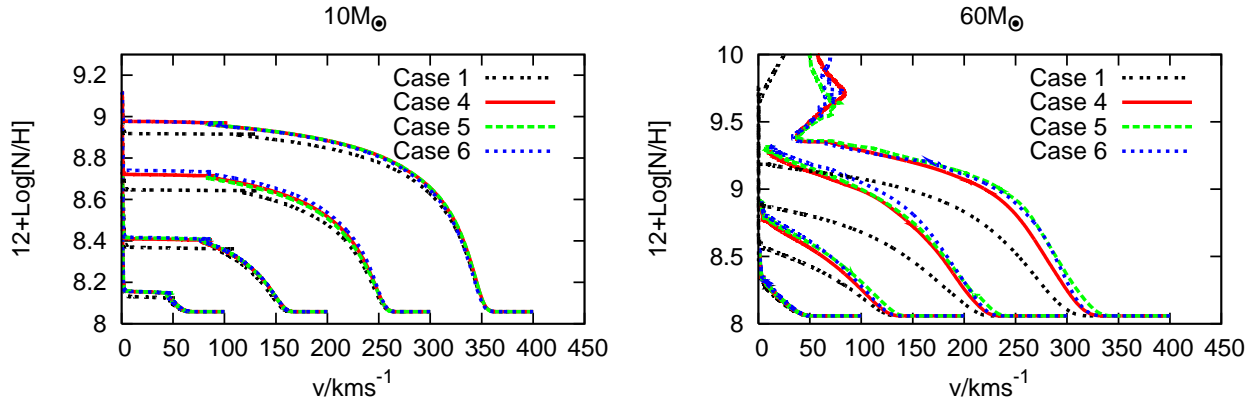 10M☉
9.2
9
8.8
8.6
8.4
8.2
8
12+Log[N/H]
Case 1
Case 4
Case 5
Case 6
0 50 100 150 200 250 300 350 400 450
v/kms⁻¹
60M☉
10
9.5
9
8.5
8
12+Log[N/H]
Case 1
Case 4
Case 5
Case 6
0 50 100 150 200 250 300 350 400 450
v/kms⁻¹